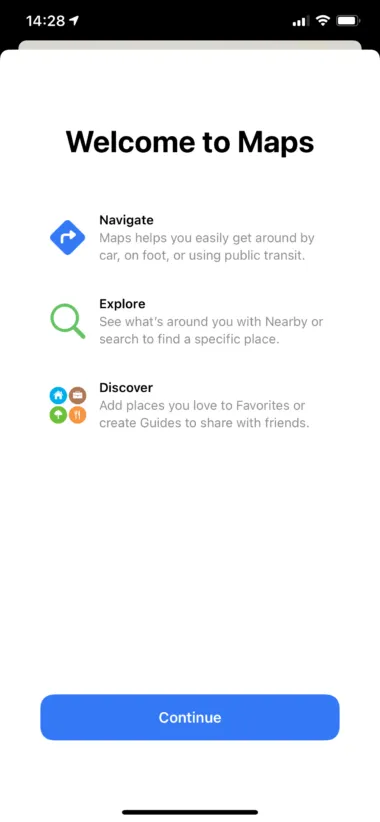 14:28
Welcome to Maps
Navigate
Maps helps you easily get around by
car, on foot, or using public transit.
Explore
See what's around you with Nearby or
search to find a specific place.
Discover
Add places you love to Favorites or
create Guides to share with friends.
Continue